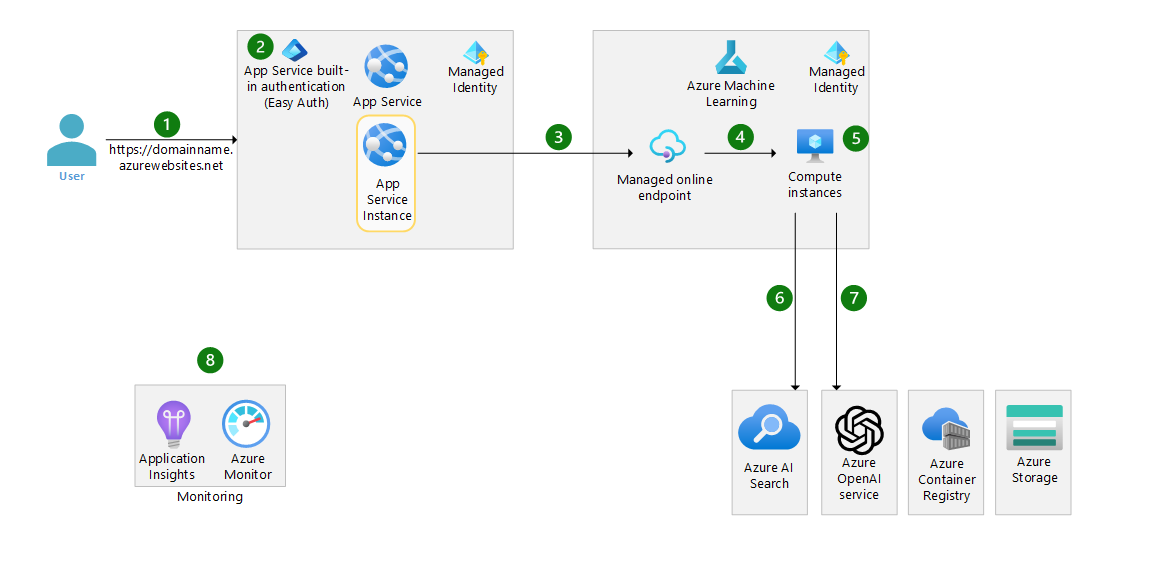 1
User
https://domainname.
azurewebsites.net
2
App Service built-
in authentication
(Easy Auth)
App Service
Managed
Identity
App
Service
Instance
3
Azure Machine
Learning
Managed
Identity
Managed online
endpoint
4
5
Compute
instances
6
7
8
Application
Insights
Azure
Monitor
Monitoring
Azure AI
Search
Azure
OpenAI
service
Azure
Container
Registry
Azure
Storage